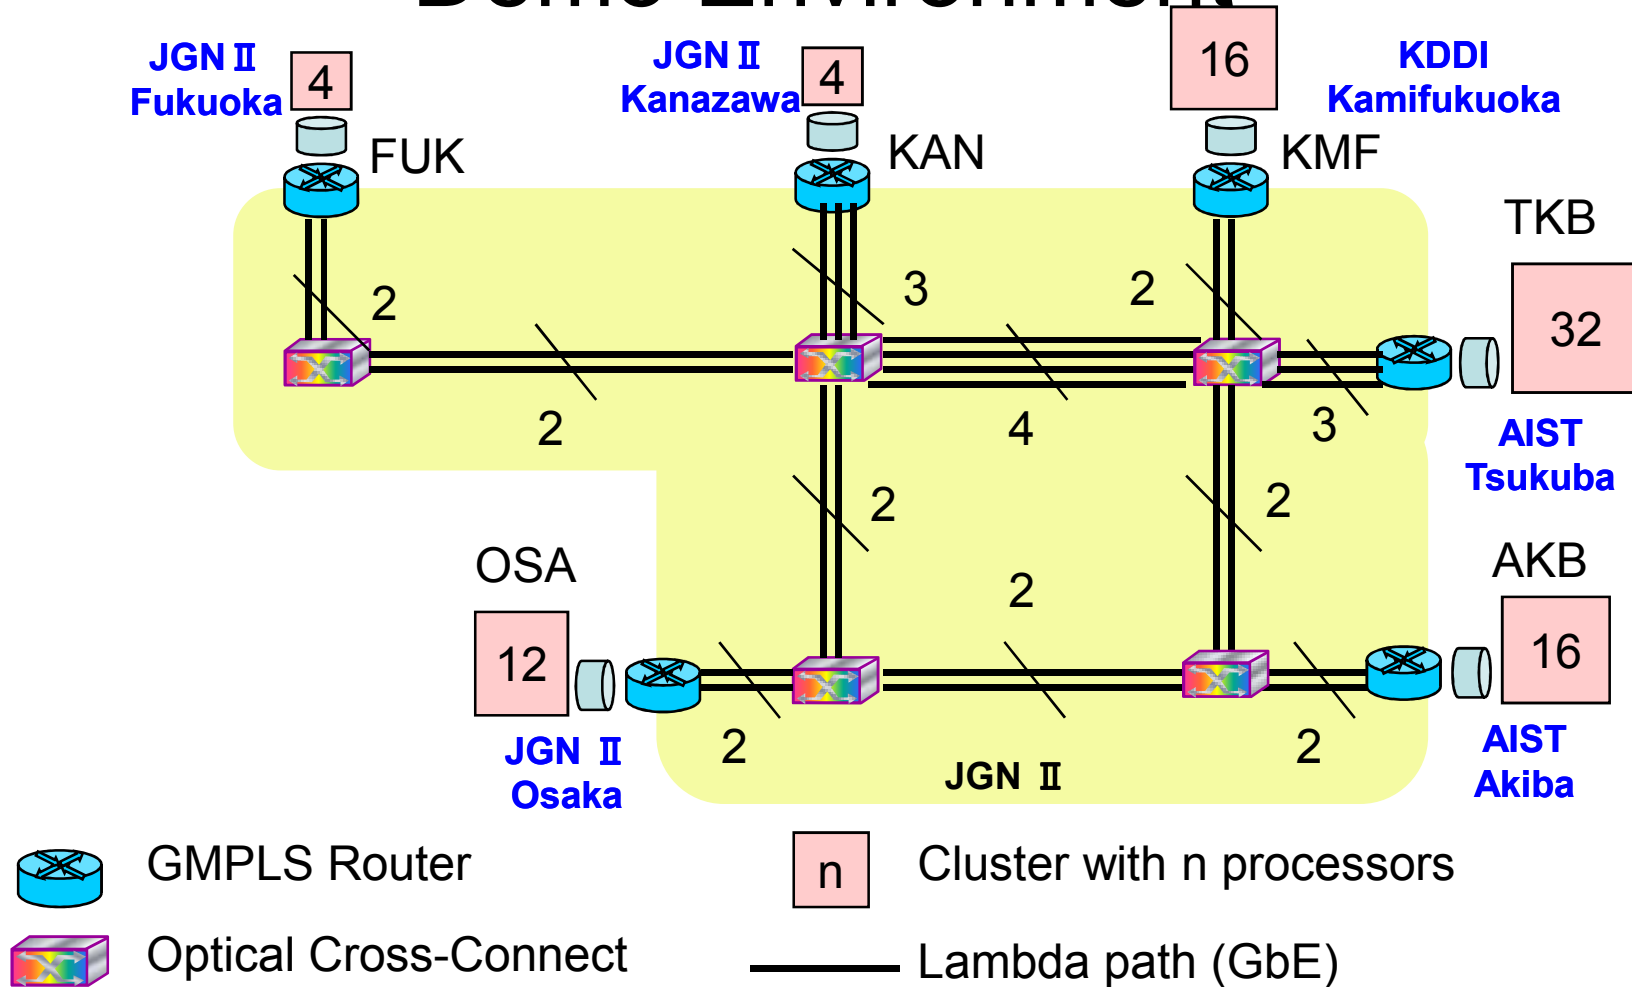 Demo Environment
JGN Ⅱ
Fukuoka
4
FUK
JGN Ⅱ
Kanazawa
4
KAN
16
KMF
KDDI
Kamifukuoka
TKB
32
AIST
Tsukuba
2
3
2
2
4
3
2
2
OSA
12
JGN Ⅱ
Osaka
2
2
2
AKB
16
AIST
Akiba
JGN Ⅱ
GMPLS Router
n
Cluster with n processors
Optical Cross-Connect
Lambda path (GbE)